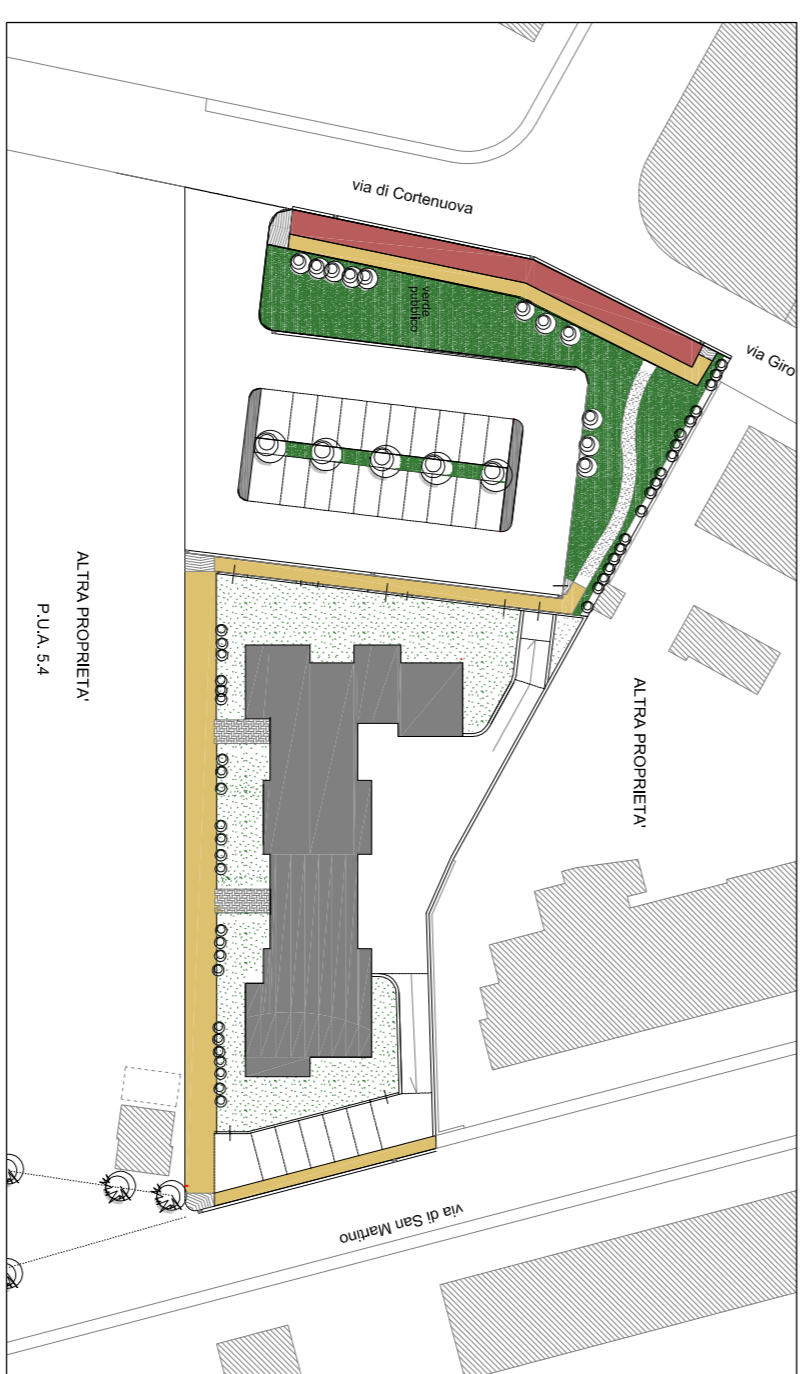 via di Cortenuova
via Giro
verde
pubblico
ALTRA PROPRIETA'
P.U.A. 5.4
ALTRA PROPRIETA'
via di San Martino